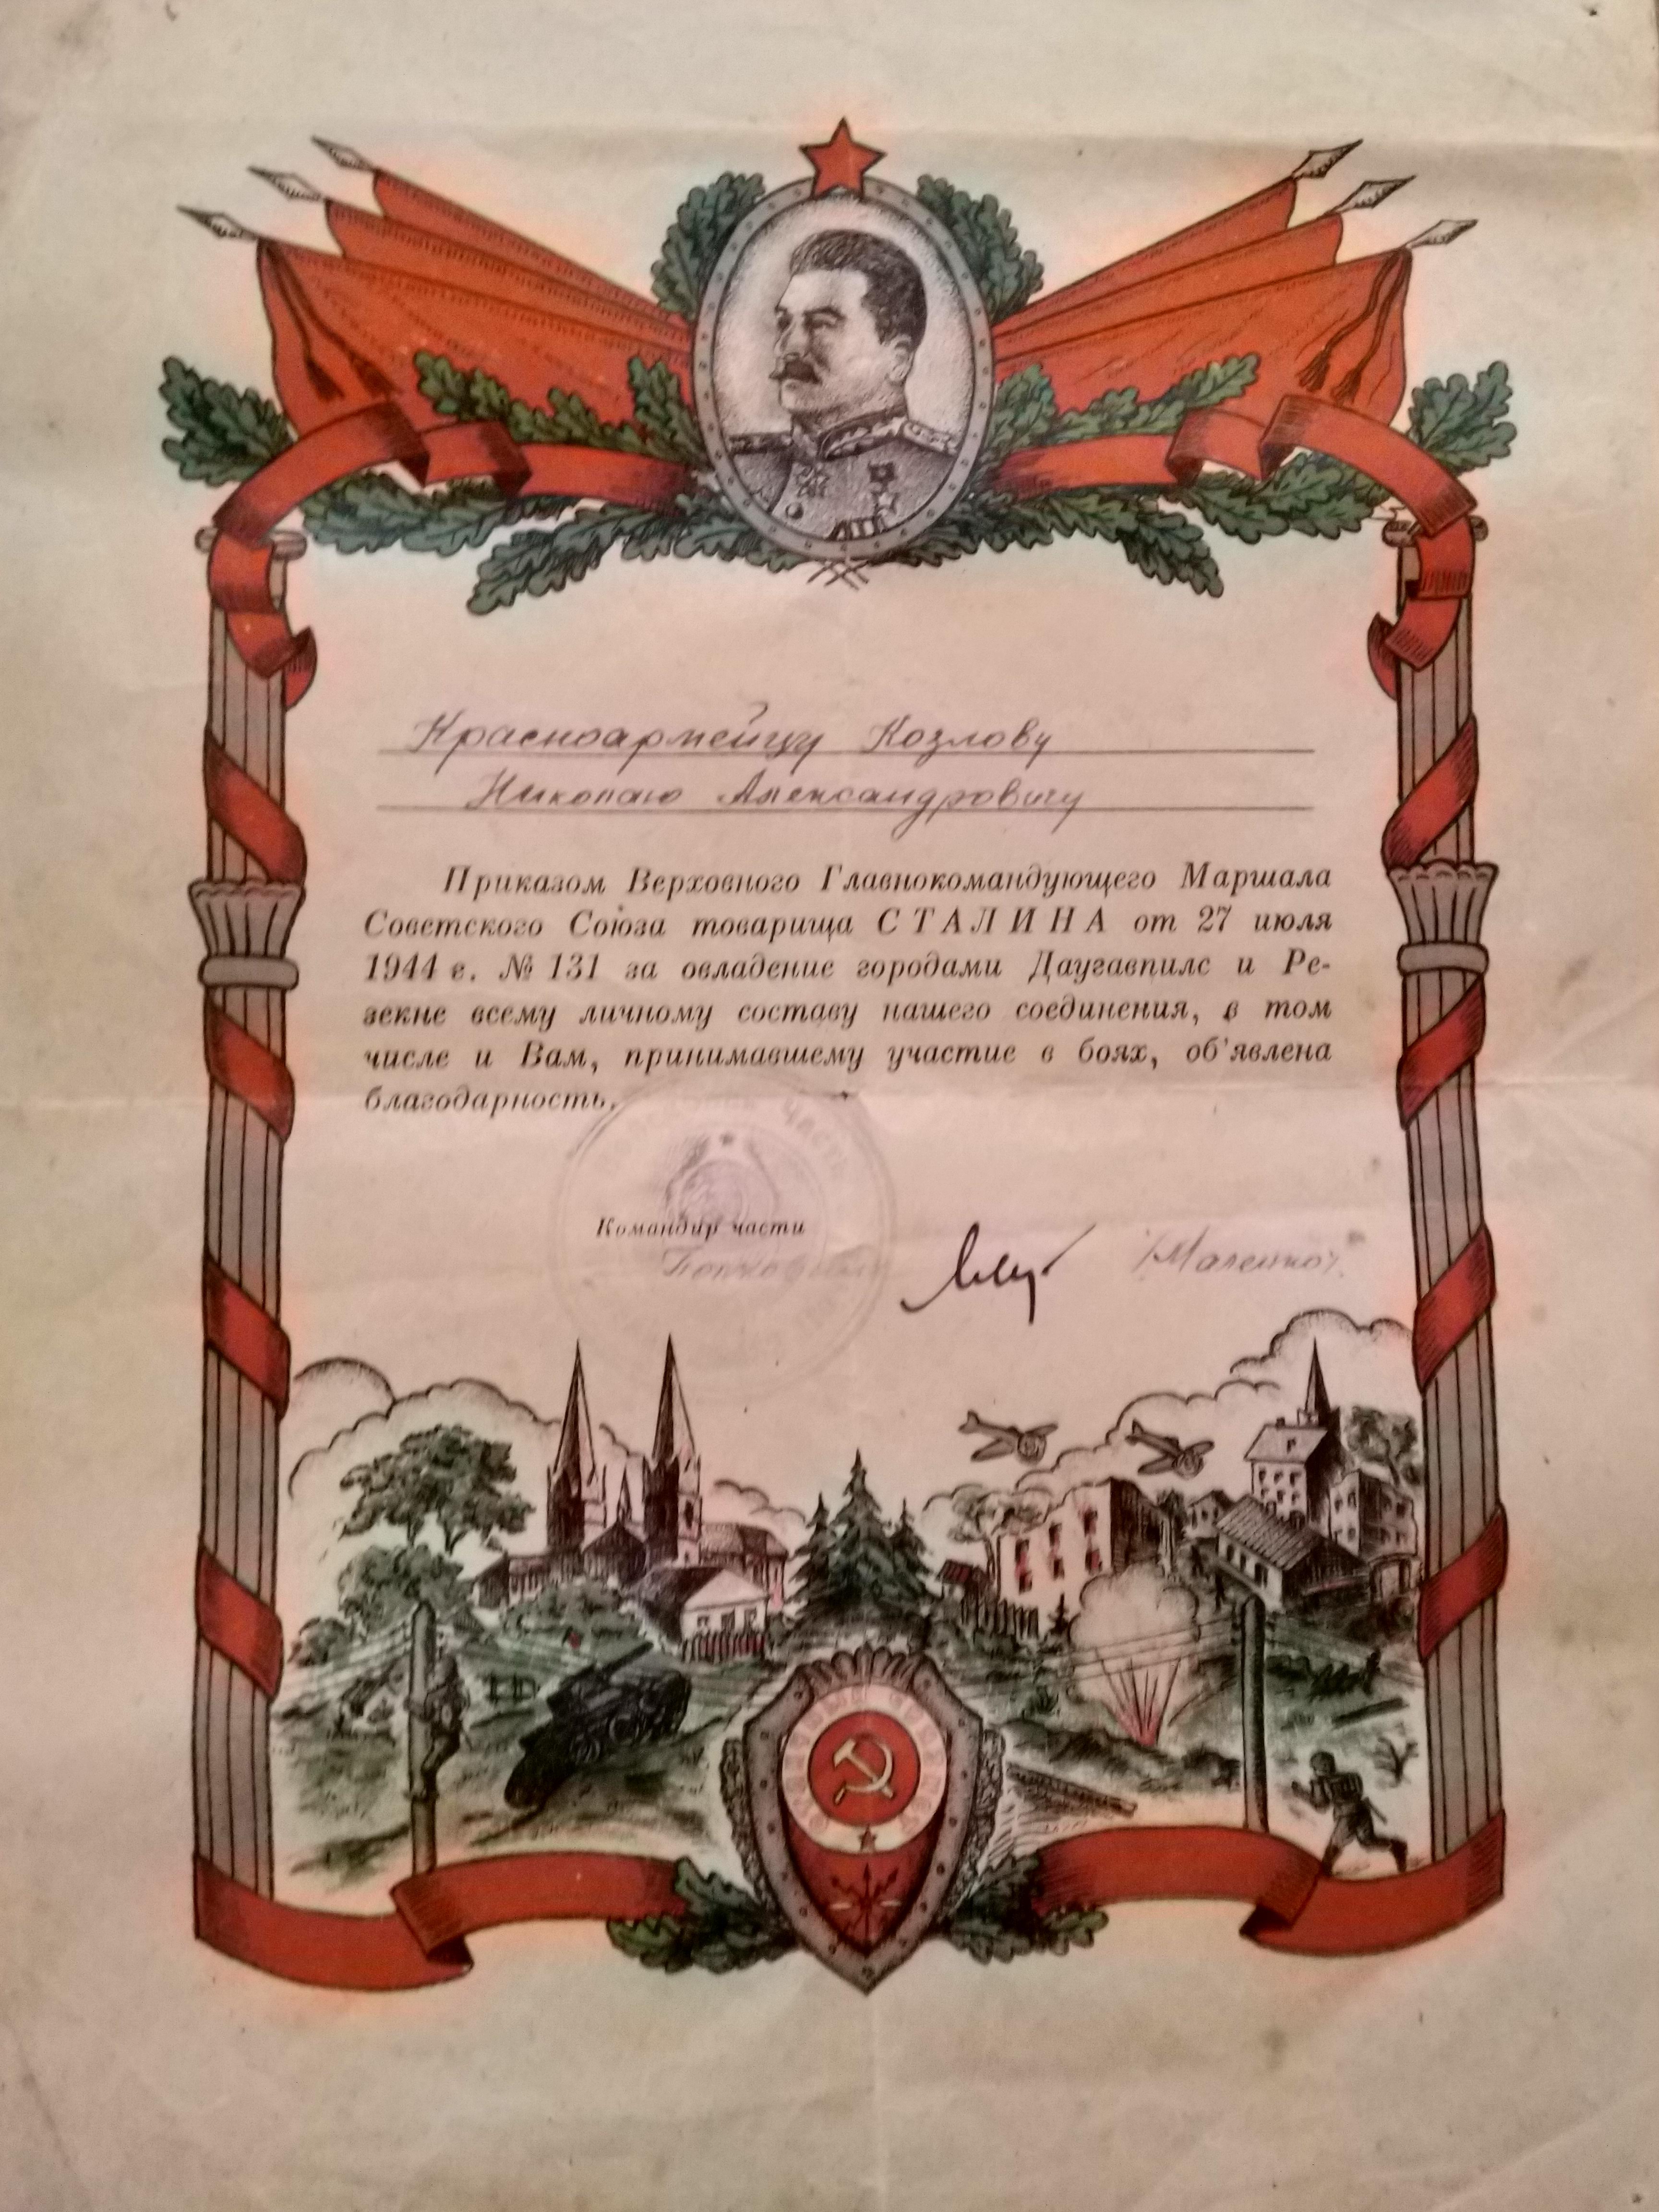 Красноармейцу Козлову
Николаю Александровичу
Приказом Верховного Главнокомандующего Маршала
Советского Союза товарища СТАЛИНА от 27 июля
1944 г. № 131 за овладение городами Даугавпилс и Ре-
зекне всему личному составу нашего соединения, в том
числе и Вам, принимавшему участие в боях, об'явлена
благодарность.
часть
Командир части